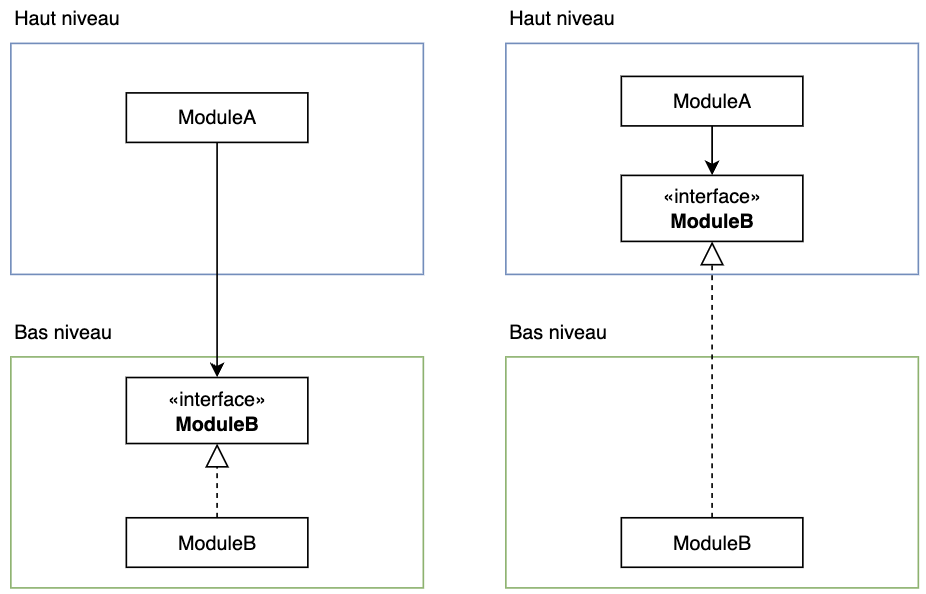 Haut niveau
ModuleA
Bas niveau
«interface»
ModuleB
ModuleB
Haut niveau
ModuleA
«interface»
ModuleB
Bas niveau
ModuleB